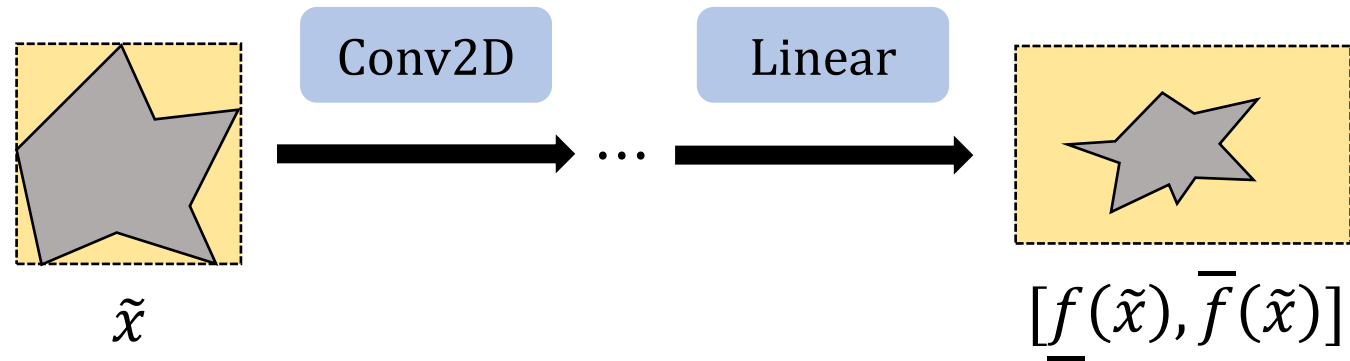 Conv2D
Linear
...
x̃
[f̲(x̃), f̅(x̃)]